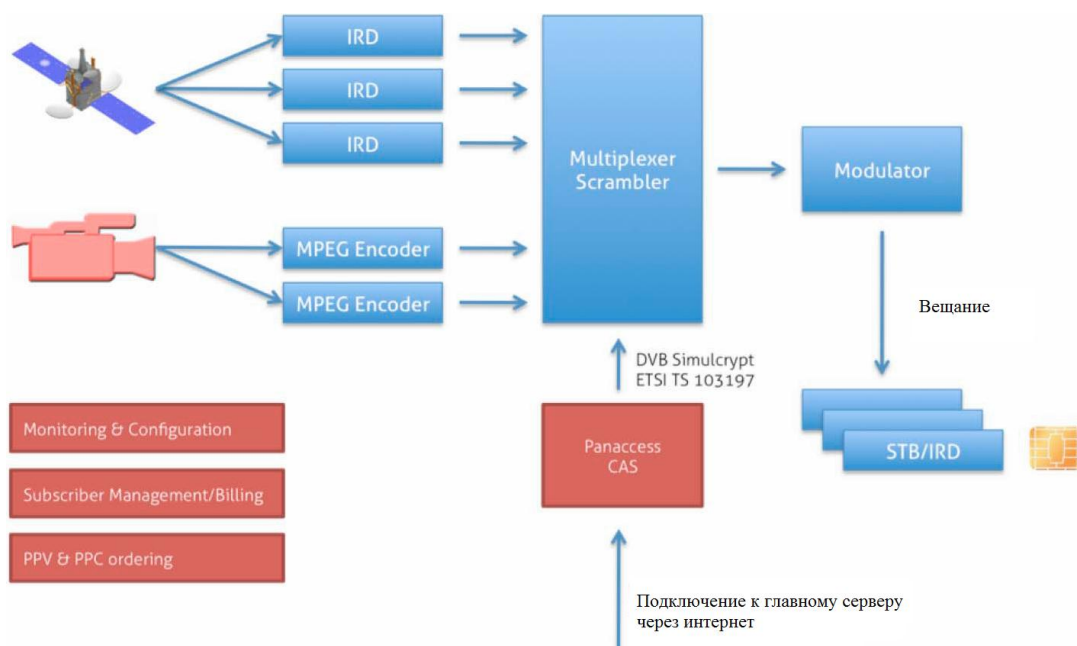 IRD
IRD
IRD
MPEG Encoder
MPEG Encoder
Multiplexer
Scrambler
Modulator
Вещание
DVB Simulcrypt
ETSI TS 103197
STB/IRD
Monitoring & Configuration
Subscriber Management/Billing
PPV & PPC ordering
Panaccess
CAS
Подключение к главному серверу
через интернет